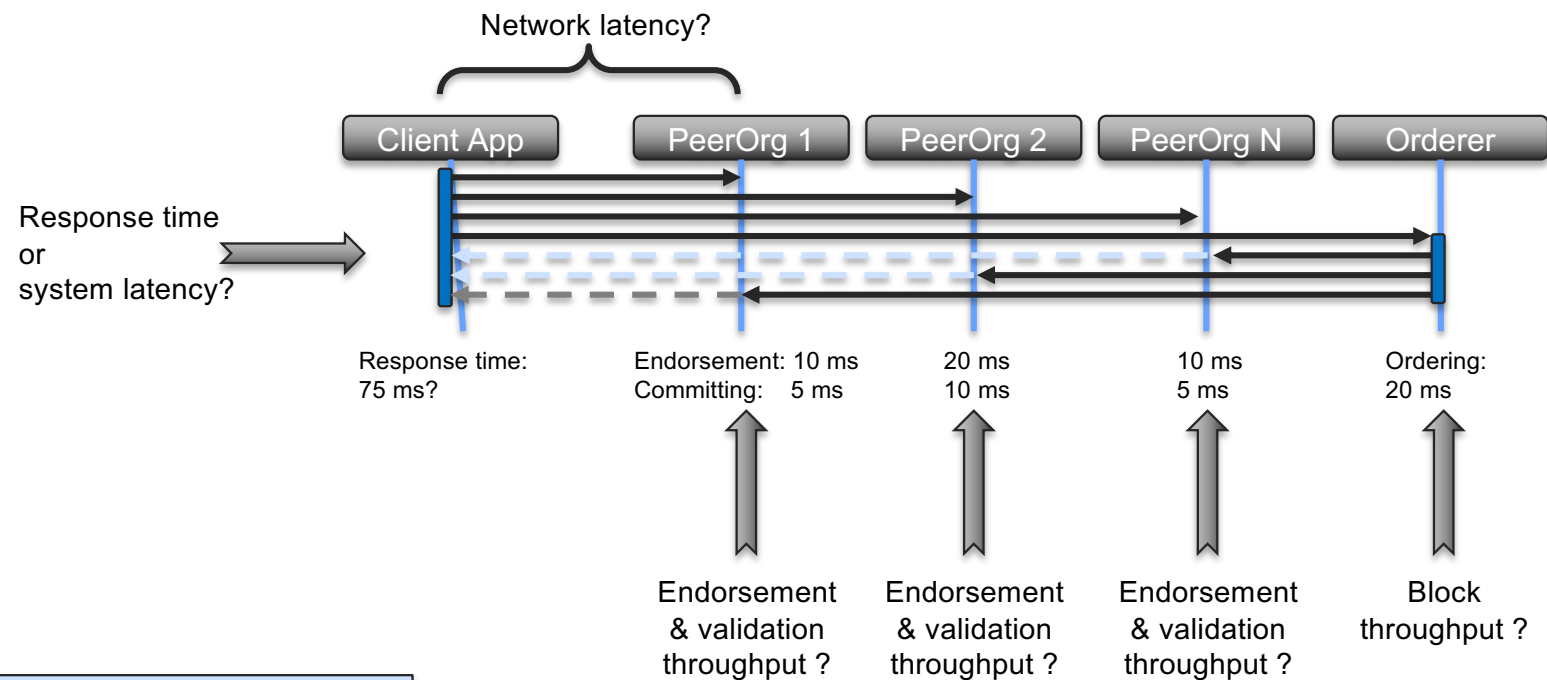 Network latency?
Client App
PeerOrg 1
PeerOrg 2
PeerOrg N
Orderer
Response time
or
system latency?
Response time:
75 ms?
Endorsement: 10 ms
Committing: 5 ms
20 ms
10 ms
10 ms
5 ms
Ordering:
20 ms
Endorsement
& validation
throughput ?
Endorsement
& validation
throughput ?
Endorsement
& validation
throughput ?
Block
throughput ?